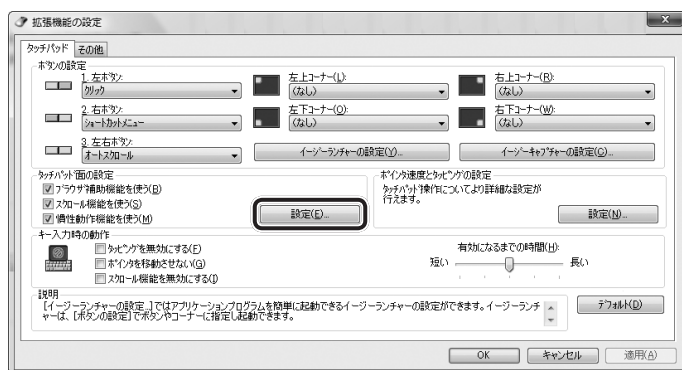 拡張機能の設定
タッチパッド その他
ボタンの設定
1. 左ボタン: 左上コーナー(L): 右上コーナー(R):
クリック (なし) (なし)
2. 右ボタン: 左下コーナー(O): 右下コーナー(W):
ショートカットメニュー (なし) (なし)
3. 左右ボタン:
オートスクロール イージーランチャーの設定(Y)... イージーキャプチャーの設定(C)...
タッチパッド面の設定 ポインタ速度とタッピングの設定
ブラウザ補助機能を使う(B) タッチパッド操作についてより詳細な設定が
スクロール機能を使う(S) 行えます。
慣性動作機能を使う(M) 設定(E)... 設定(N)...
キー入力時の動作
タッピングを無効にする(F) 有効になるまでの時間(H):
ポインタを移動させない(G) 短い 長い
スクロール機能を無効にする(I)
説明
[イージーランチャーの設定...]ではアプリケーションプログラムを簡単に起動できるイージーランチャーの設定ができます。イージーランチ
ャーは、[ボタンの設定]でボタンやコーナーに指定し起動できます。
デフォルト(D)
OK キャンセル 適用(A)